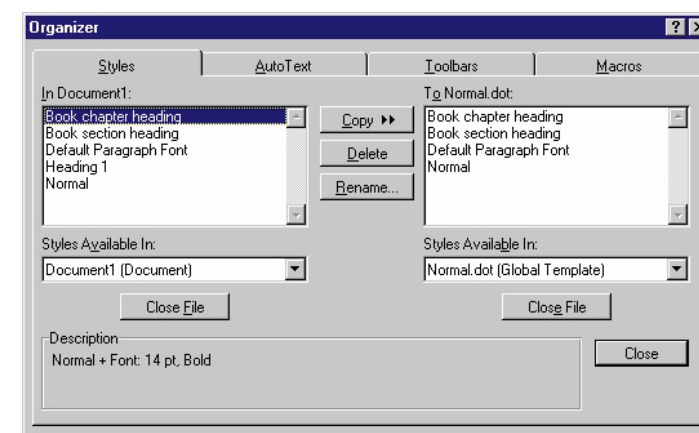 Organizer
Styles
AutoText
Toolbars
Macros
In Document1:
Book chapter heading
Book section heading
Default Paragraph Font
Heading 1
Normal
Copy
Delete
Rename...
To Normal.dot:
Book chapter heading
Book section heading
Default Paragraph Font
Normal
Styles Available In:
Document1 (Document)
Close File
Styles Available In:
Normal.dot (Global Template)
Close File
Description
Normal + Font: 14 pt, Bold
Close